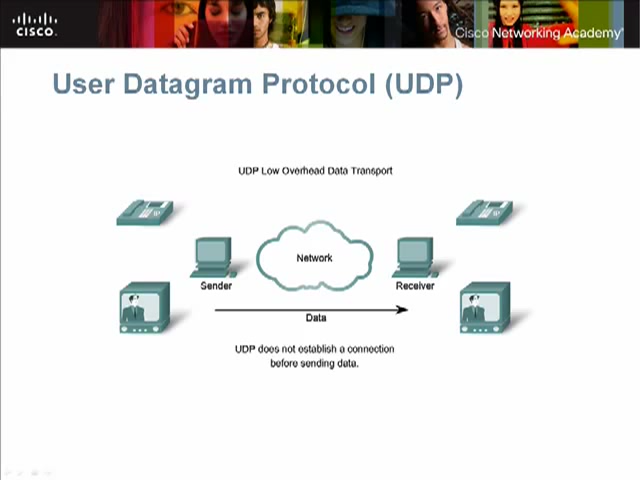 CISCO.
Cisco Networking Academy
User Datagram Protocol (UDP)
UDP Low Overhead Data Transport
Network
Sender
Receiver
Data
UDP does not establish a connection
before sending data.